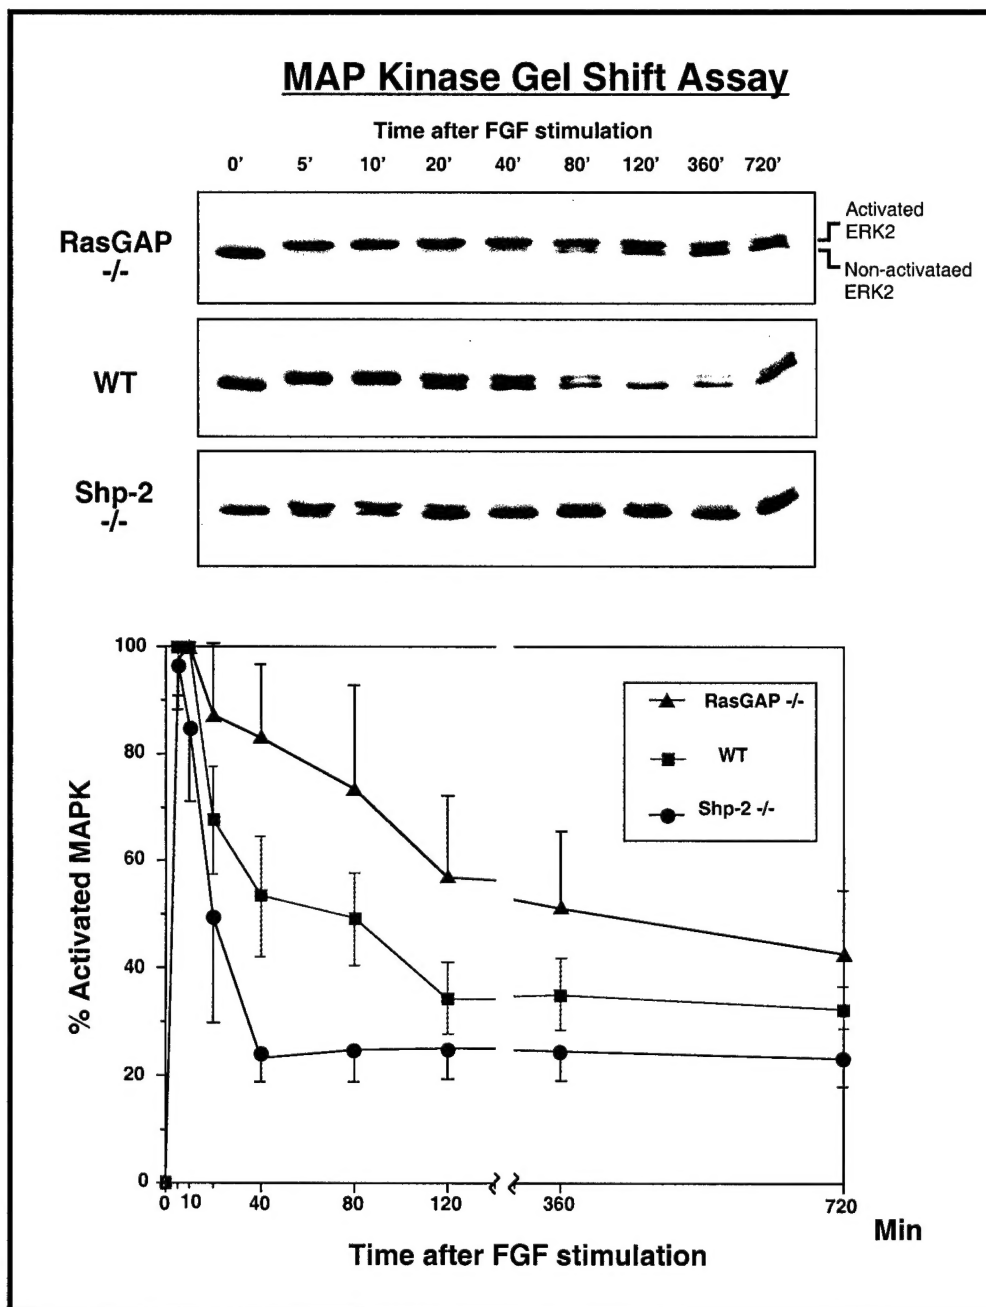 MAP Kinase Gel Shift Assay
Time after FGF stimulation
0' 5' 10' 20' 40' 80' 120' 360' 720'
RasGAP
-/-
Activated
ERK2
Non-activataed
ERK2
WT
Shp-2
-/-
100
80
60
40
20
0
% Activated MAPK
RasGAP -/-
WT
Shp-2 -/-
0 10 40 80 120 360 720
Min
Time after FGF stimulation